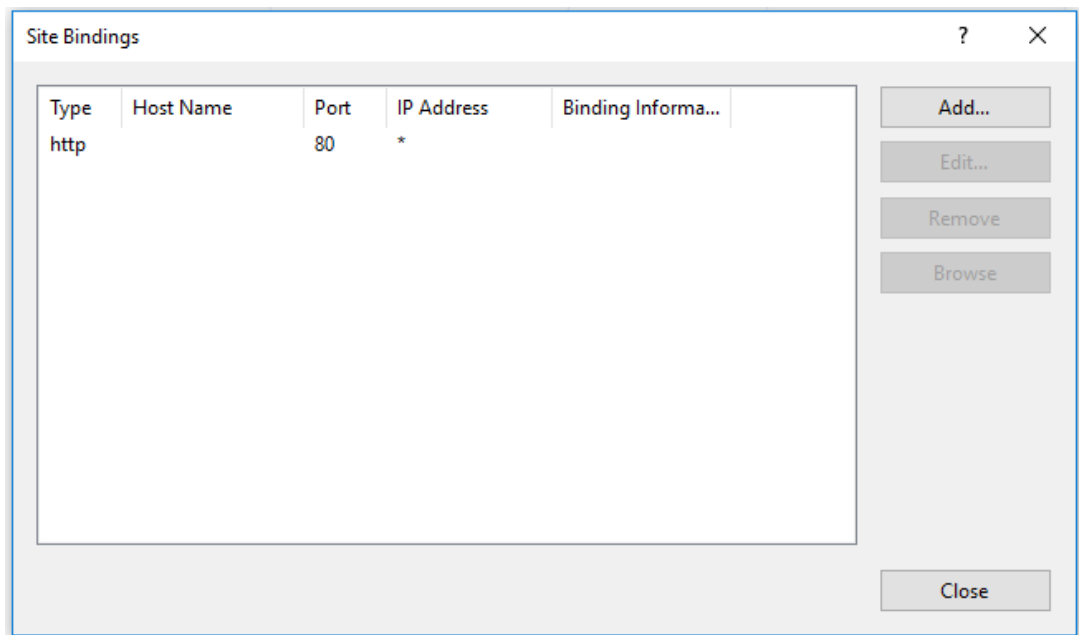 Site Bindings ?
Type Host Name Port IP Address Binding Informa... Add...
http 80 *
Edit...
Remove
Browse
Close